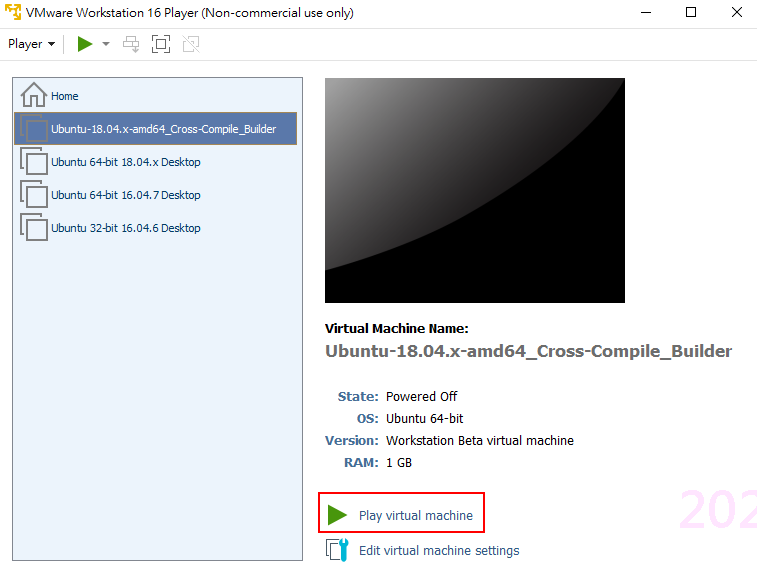 VMware Workstation 16 Player (Non-commercial use only)
Player
Home
Ubuntu-18.04.x-amd64_Cross-Compile_Builder
Ubuntu 64-bit 18.04.x Desktop
Ubuntu 64-bit 16.04.7 Desktop
Ubuntu 32-bit 16.04.6 Desktop
Virtual Machine Name:
Ubuntu-18.04.x-amd64_Cross-Compile_Builder
State: Powered Off
OS: Ubuntu 64-bit
Version: Workstation Beta virtual machine
RAM: 1 GB
Play virtual machine
Edit virtual machine settings